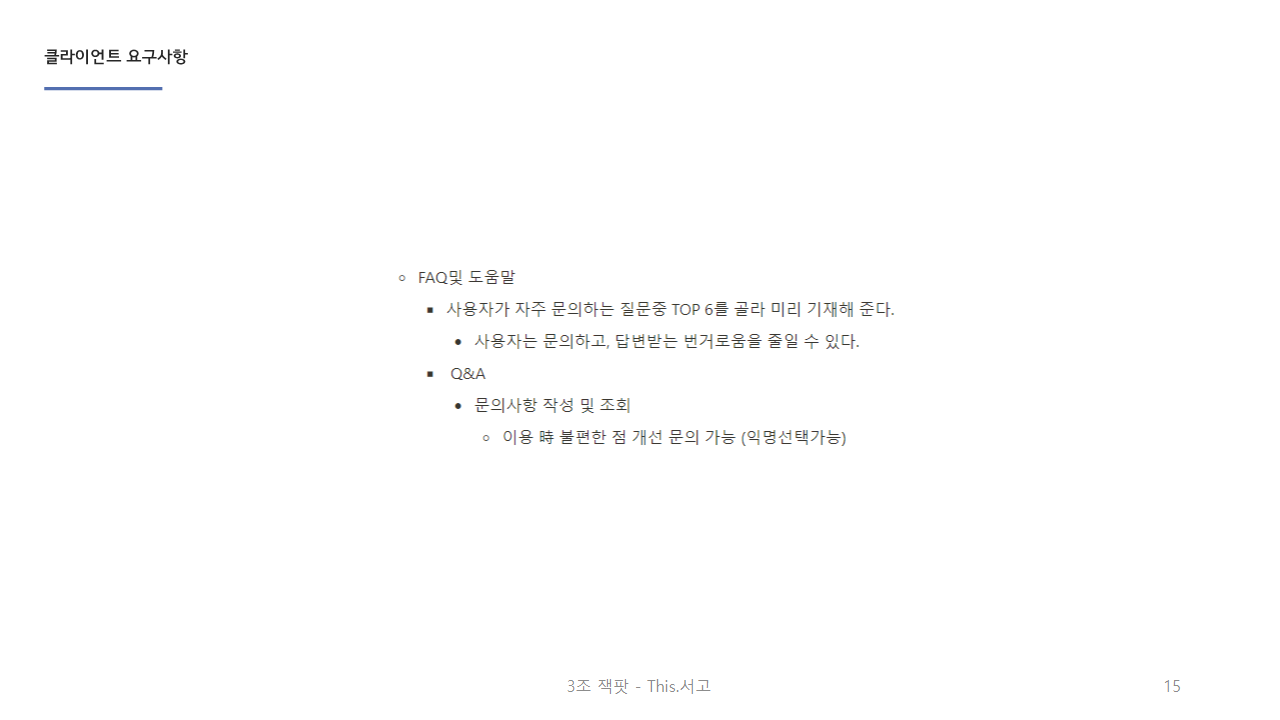 클라이언트 요구사항
○ FAQ및 도움말
▪ 사용자가 자주 문의하는 질문중 TOP 6를 골라 미리 기재해 준다.
● 사용자는 문의하고, 답변받는 번거로움을 줄일 수 있다.
▪ Q&A
● 문의사항 작성 및 조회
○ 이용 時 불편한 점 개선 문의 가능 (익명선택가능)
3조 잭팟 - This.서고
15